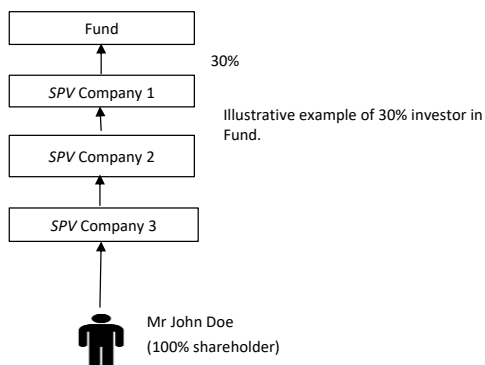 Fund
30%
SPV Company 1
Illustrative example of 30% investor in
Fund.
SPV Company 2
SPV Company 3
Mr John Doe
(100% shareholder)